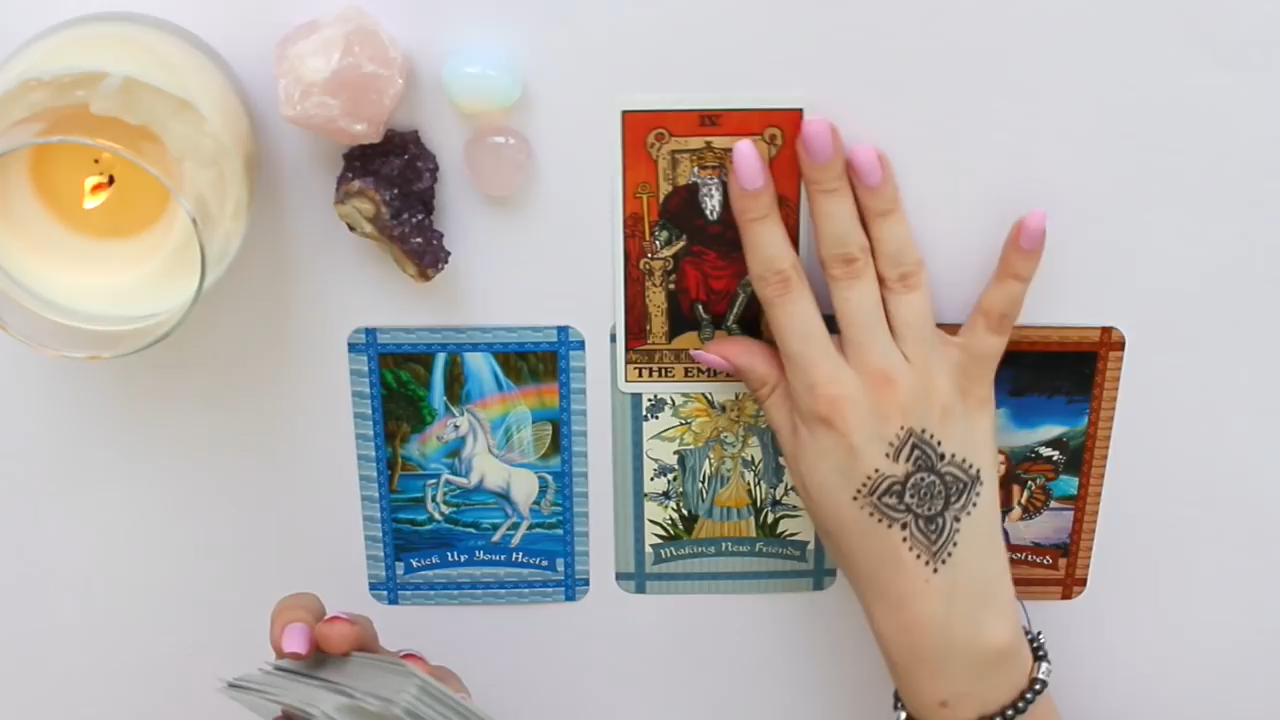 IV
THE EMP
Kick Up Your Heels
Making New Friends
solved